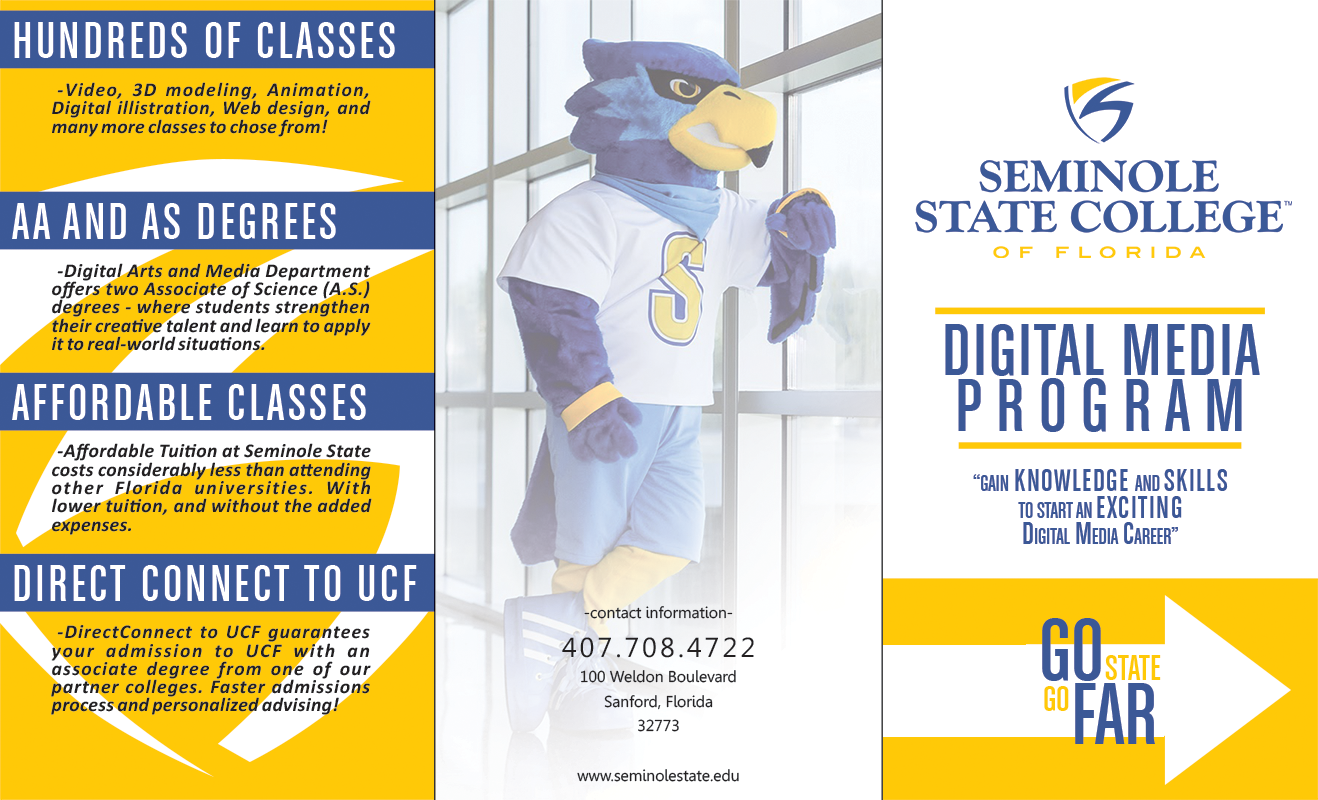 HUNDREDS OF CLASSES
-Video, 3D modeling, Animation,
Digital illistration, Web design, and
many more classes to chose from!
AA AND AS DEGREES
-Digital Arts and Media Department
offers two Associate of Science (A.S.)
degrees - where students strengthen
their creative talent and learn to apply
it to real-world situations.
AFFORDABLE CLASSES
-Affordable Tuition at Seminole State
costs considerably less than attending
other Florida universities. With
lower tuition, and without the added
expenses.
DIRECT CONNECT TO UCF
-DirectConnect to UCF guarantees
your admission to UCF with an
associate degree from one of our
partner colleges. Faster admissions
process and personalized advising!
S
-contact information-
407.708.4722
100 Weldon Boulevard
Sanford, Florida
32773
www.seminolestate.edu
SEMINOLE
STATE COLLEGE™
OF FLORIDA
DIGITAL MEDIA
PROGRAM
“GAIN KNOWLEDGE AND SKILLS
TO START AN EXCITING
DIGITAL MEDIA CAREER”
GO STATE
GO FAR